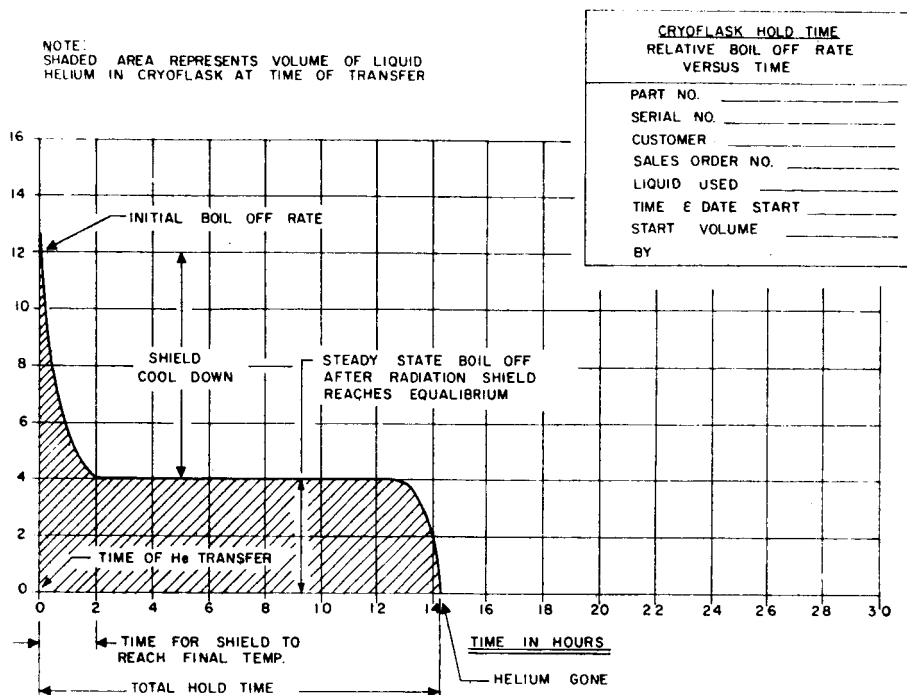 NOTE:
SHADED AREA REPRESENTS VOLUME OF LIQUID
HELIUM IN CRYOFLASK AT TIME OF TRANSFER
CRYOFLASK HOLD TIME
RELATIVE BOIL OFF RATE
VERSUS TIME
PART NO.
SERIAL NO.
CUSTOMER
SALES ORDER NO.
LIQUID USED
TIME & DATE START
START VOLUME
BY
16
14
12
10
8
6
4
2
0
INITIAL BOIL OFF RATE
SHIELD
COOL DOWN
STEADY STATE BOIL OFF
AFTER RADIATION SHIELD
REACHES EQUALIBRIUM
TIME OF He TRANSFER
0 2 4 6 8 10 12 14 16 18 20 22 24 26 28 30
TIME FOR SHIELD TO
REACH FINAL TEMP.
TIME IN HOURS
HELIUM GONE
TOTAL HOLD TIME